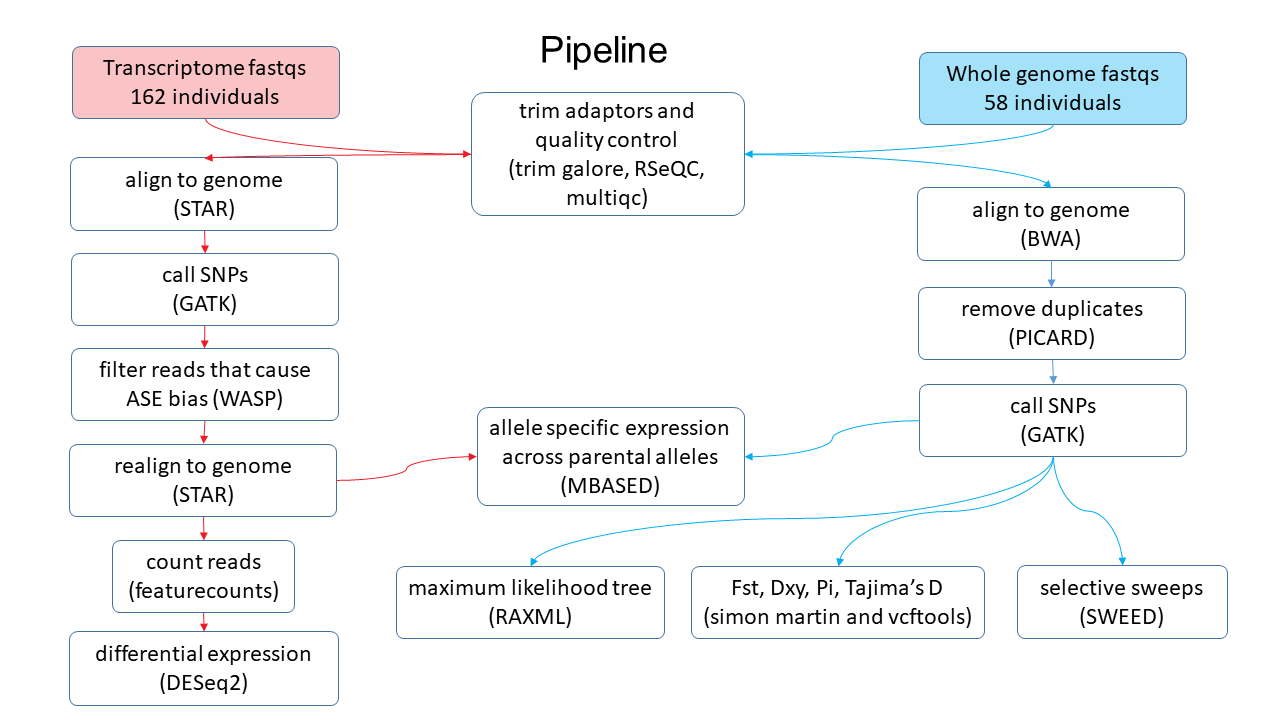 Pipeline
Transcriptome fastqs
162 individuals
trim adaptors and
quality control
(trim galore, RSeQC,
multiqc)
Whole genome fastqs
58 individuals
align to genome
(STAR)
call SNPs
(GATK)
filter reads that cause
ASE bias (WASP)
realign to genome
(STAR)
count reads
(featurecounts)
differential expression
(DESeq2)
allele specific expression
across parental alleles
(MBASED)
align to genome
(BWA)
remove duplicates
(PICARD)
call SNPs
(GATK)
maximum likelihood tree
(RAXML)
Fst, Dxy, Pi, Tajima’s D
(simon martin and vcftools)
selective sweeps
(SWEED)